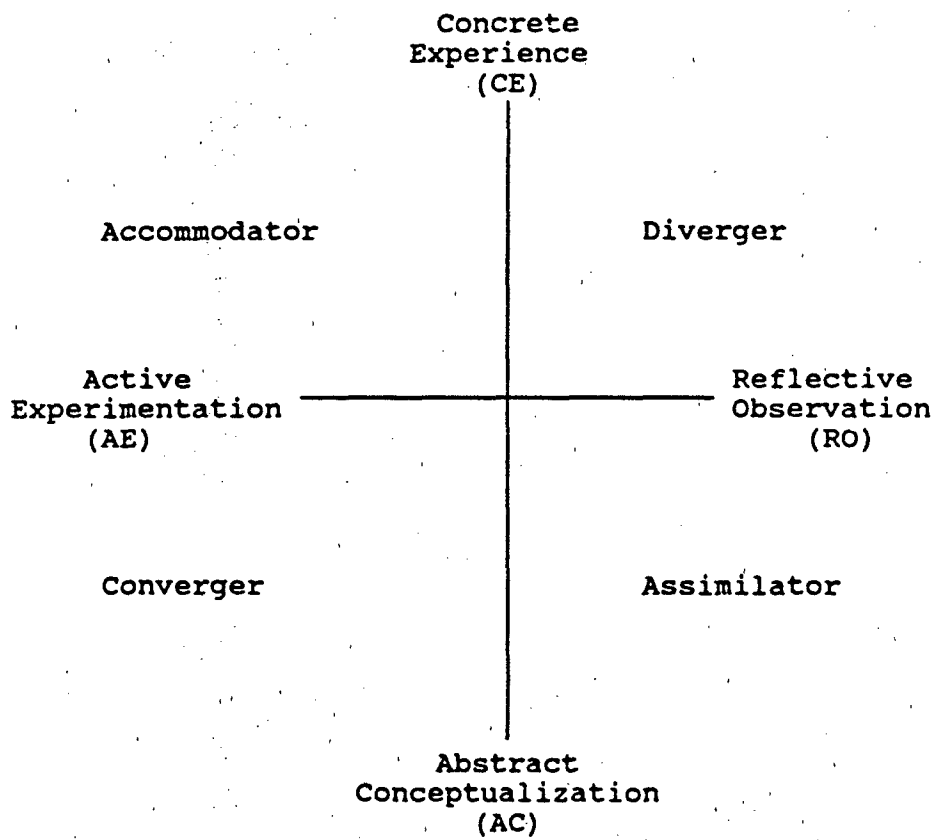 Concrete
Experience
(CE)
Accommodator
Diverger
Active
Experimentation
(AE)
Reflective
Observation
(RO)
Converger
Assimilator
Abstract
Conceptualization
(AC)